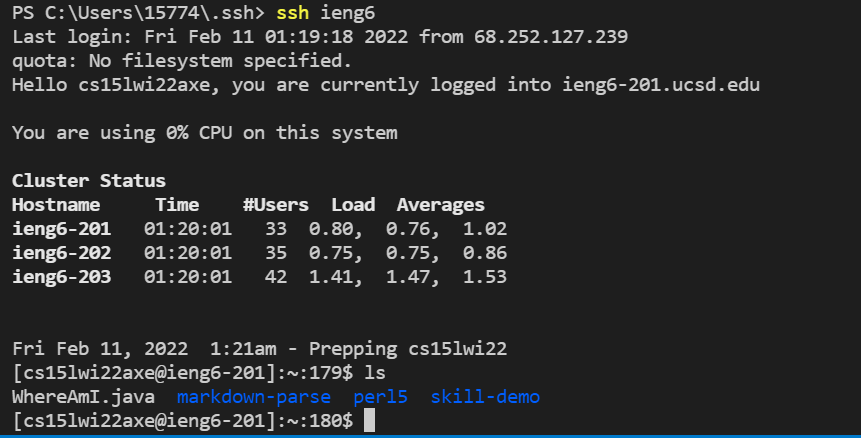 PS C:\Users\15774\.ssh> ssh ieng6
Last login: Fri Feb 11 01:19:18 2022 from 68.252.127.239
quota: No filesystem specified.
Hello cs15lwi22axe, you are currently logged into ieng6-201.ucsd.edu
You are using 0% CPU on this system
Cluster Status
Hostname     Time    #Users  Load  Averages
ieng6-201   01:20:01   33  0.80,  0.76,  1.02
ieng6-202   01:20:01   35  0.75,  0.75,  0.86
ieng6-203   01:20:01   42  1.41,  1.47,  1.53
Fri Feb 11, 2022  1:21am - Prepping cs15lwi22
[cs15lwi22axe@ieng6-201]:~:179$ ls
WhereAmI.java  markdown-parse  perl5  skill-demo
[cs15lwi22axe@ieng6-201]:~:180$